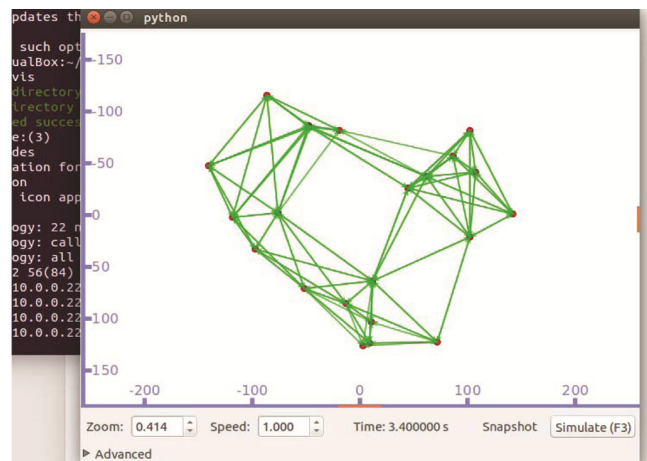 pdates th
python
such opt
ualBox:~/
vis
directory
irectory
ed succes
e:(3)
des
ation for
on
icon app
ogy: 22 n
ogy: call
ogy: all
2 56(84)
10.0.0.22
10.0.0.22
10.0.0.22
10.0.0.22
-150
-100
-50
0
50
100
150
-200
-100
0
100
200
Zoom: 0.414 Speed: 1.000 Time: 3.400000 s Snapshot Simulate (F3)
Advanced